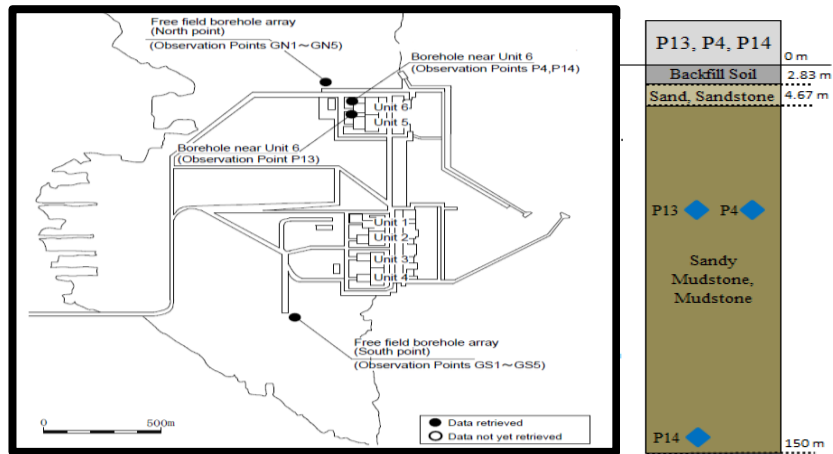 Free field borehole array
(North point)
(Observation Points GN1～GN5)
Borehole near Unit 6
(Observation Points P4,P14)
Unit 6
Unit 5
Borehole near Unit 6
(Observation Point P13)
Unit 1
Unit 2
Unit 3
Unit 4
Free field borehole array
(South point)
(Observation Points GS1～GS5)
0
500m
Data retrieved
Data not yet retrieved
P13, P4, P14
0 m
Backfill Soil
2.83 m
Sand, Sandstone
4.67 m
P13
P4
Sandy
Mudstone,
Mudstone
P14
150 m